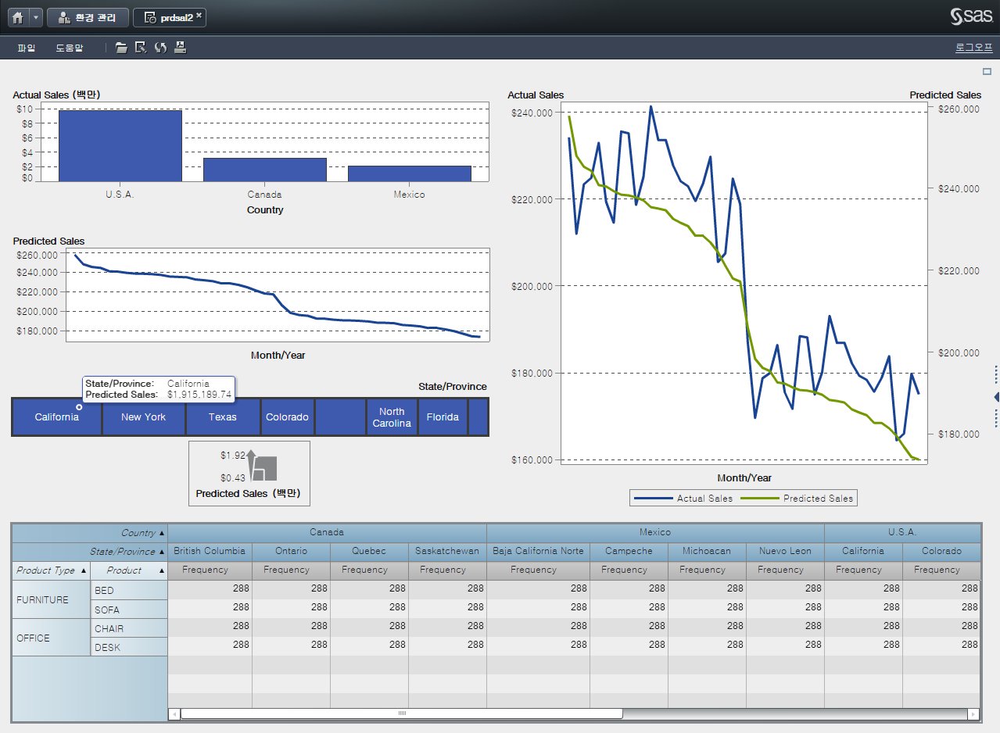 환경 관리
prdsal2
sas
파일
도움말
로그오프
Actual Sales (백만)
$10
$8
$6
$4
$2
$0
U.S.A.
Canada
Mexico
Country
Predicted Sales
$260,000
$240,000
$220,000
$200,000
$180,000
Month/Year
State/Province: California
Predicted Sales: $1,915,189.74
State/Province
California
New York
Texas
Colorado
North
Carolina
Florida
$1.92
$0.43
Predicted Sales (백만)
Actual Sales
Predicted Sales
$240,000
$220,000
$200,000
$180,000
$160,000
$260,000
$240,000
$220,000
$200,000
$180,000
Month/Year
Actual Sales Predicted Sales
Country ▲ Canada Mexico U.S.A.
State/Province ▲ British Columbia Ontario Quebec Saskatchewan Baja California Norte Campeche Michoacan Nuevo Leon California Colorado
Product Type ▲ Product ▲ Frequency Frequency Frequency Frequency Frequency Frequency Frequency Frequency Frequency Frequency
FURNITURE BED 288 288 288 288 288 288 288 288 288 288
SOFA 288 288 288 288 288 288 288 288 288 288
OFFICE CHAIR 288 288 288 288 288 288 288 288 288 288
DESK 288 288 288 288 288 288 288 288 288 288